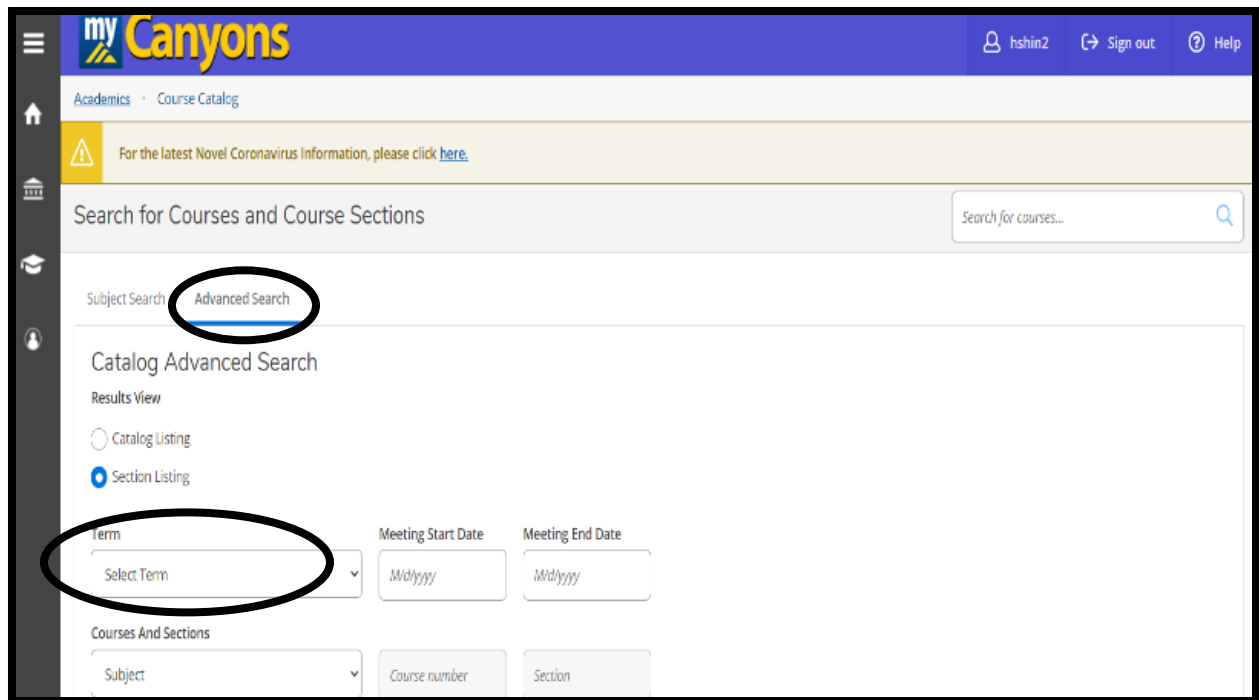 my Canyons
hshin2 Sign out Help
Academics · Course Catalog
For the latest Novel Coronavirus Information, please click here.
Search for Courses and Course Sections
Search for courses...
Subject Search Advanced Search
Catalog Advanced Search
Results View
Catalog Listing
Section Listing
Term Meeting Start Date Meeting End Date
Select Term M/d/yyyy M/d/yyyy
Courses And Sections
Subject Course number Section